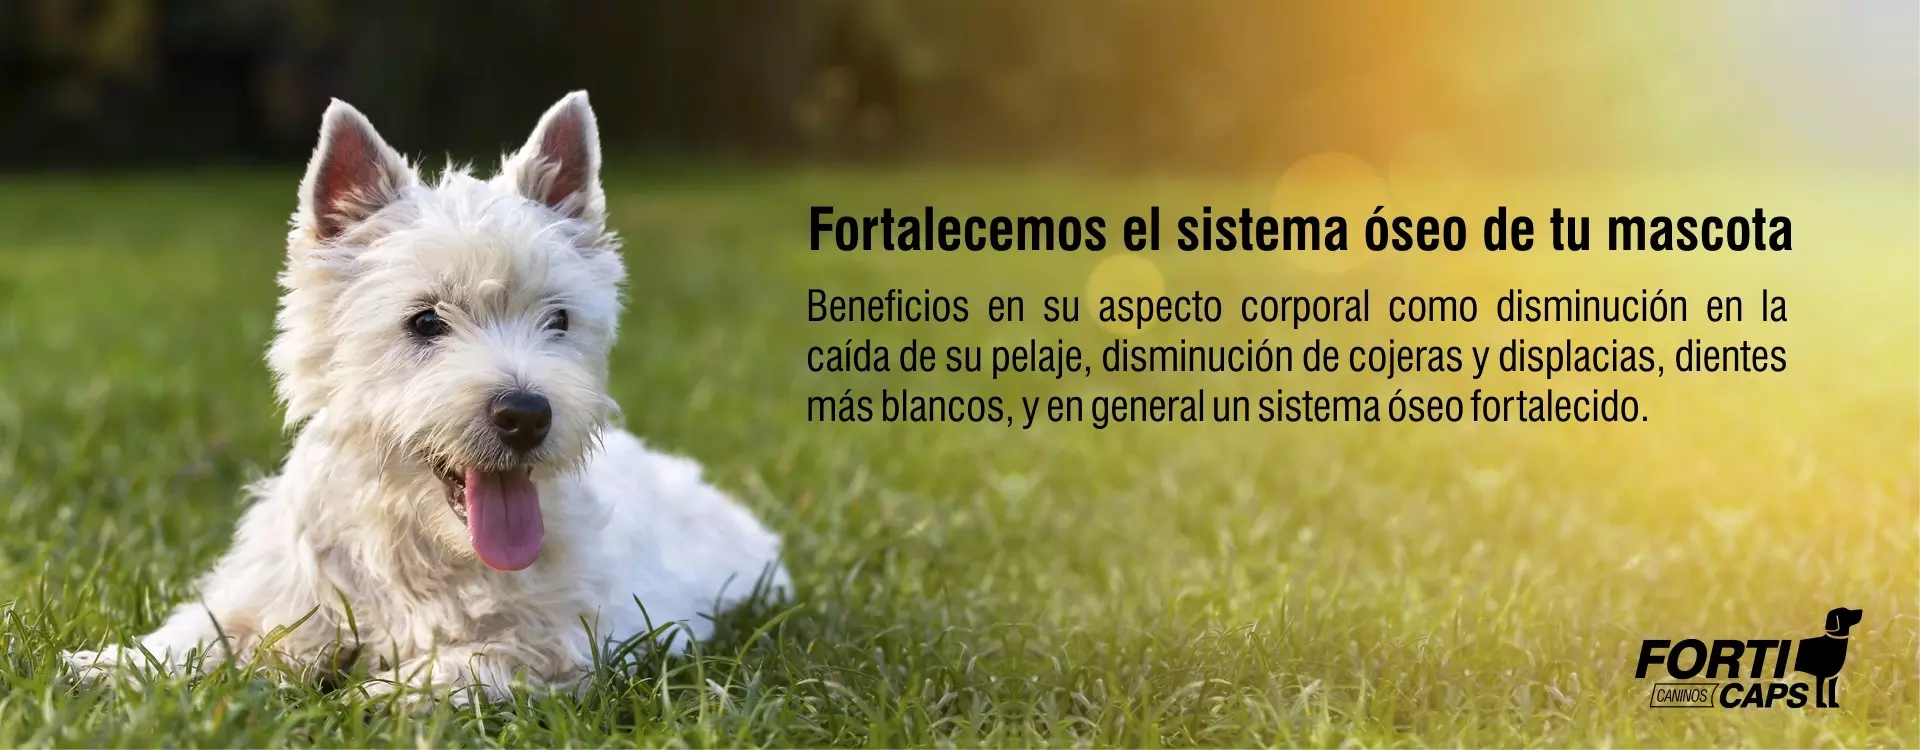 Fortalecemos el sistema óseo de tu mascota
Beneficios en su aspecto corporal como disminución en la
caída de su pelaje, disminución de cojeras y displacias, dientes
más blancos, y en general un sistema óseo fortalecido.
FORTI
CANINOS CAPS